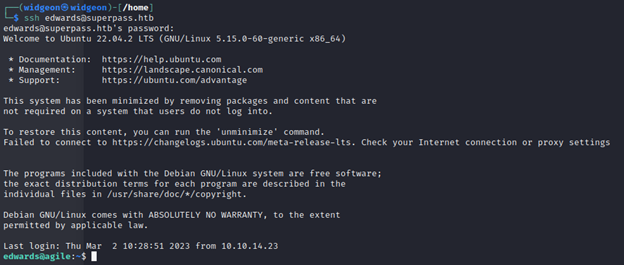 ┌──(widgeon㉿widgeon)-[/home]
└─$ ssh edwards@superpass.htb
edwards@superpass.htb's password:
Welcome to Ubuntu 22.04.2 LTS (GNU/Linux 5.15.0-60-generic x86_64)
* Documentation:  https://help.ubuntu.com
* Management:     https://landscape.canonical.com
* Support:        https://ubuntu.com/advantage
This system has been minimized by removing packages and content that are
not required on a system that users do not log into.
To restore this content, you can run the 'unminimize' command.
Failed to connect to https://changelogs.ubuntu.com/meta-release-lts. Check your Internet connection or proxy settings
The programs included with the Debian GNU/Linux system are free software;
the exact distribution terms for each program are described in the
individual files in /usr/share/doc/*/copyright.
Debian GNU/Linux comes with ABSOLUTELY NO WARRANTY, to the extent
permitted by applicable law.
Last login: Thu Mar  2 10:28:51 2023 from 10.10.14.23
edwards@agile:~$